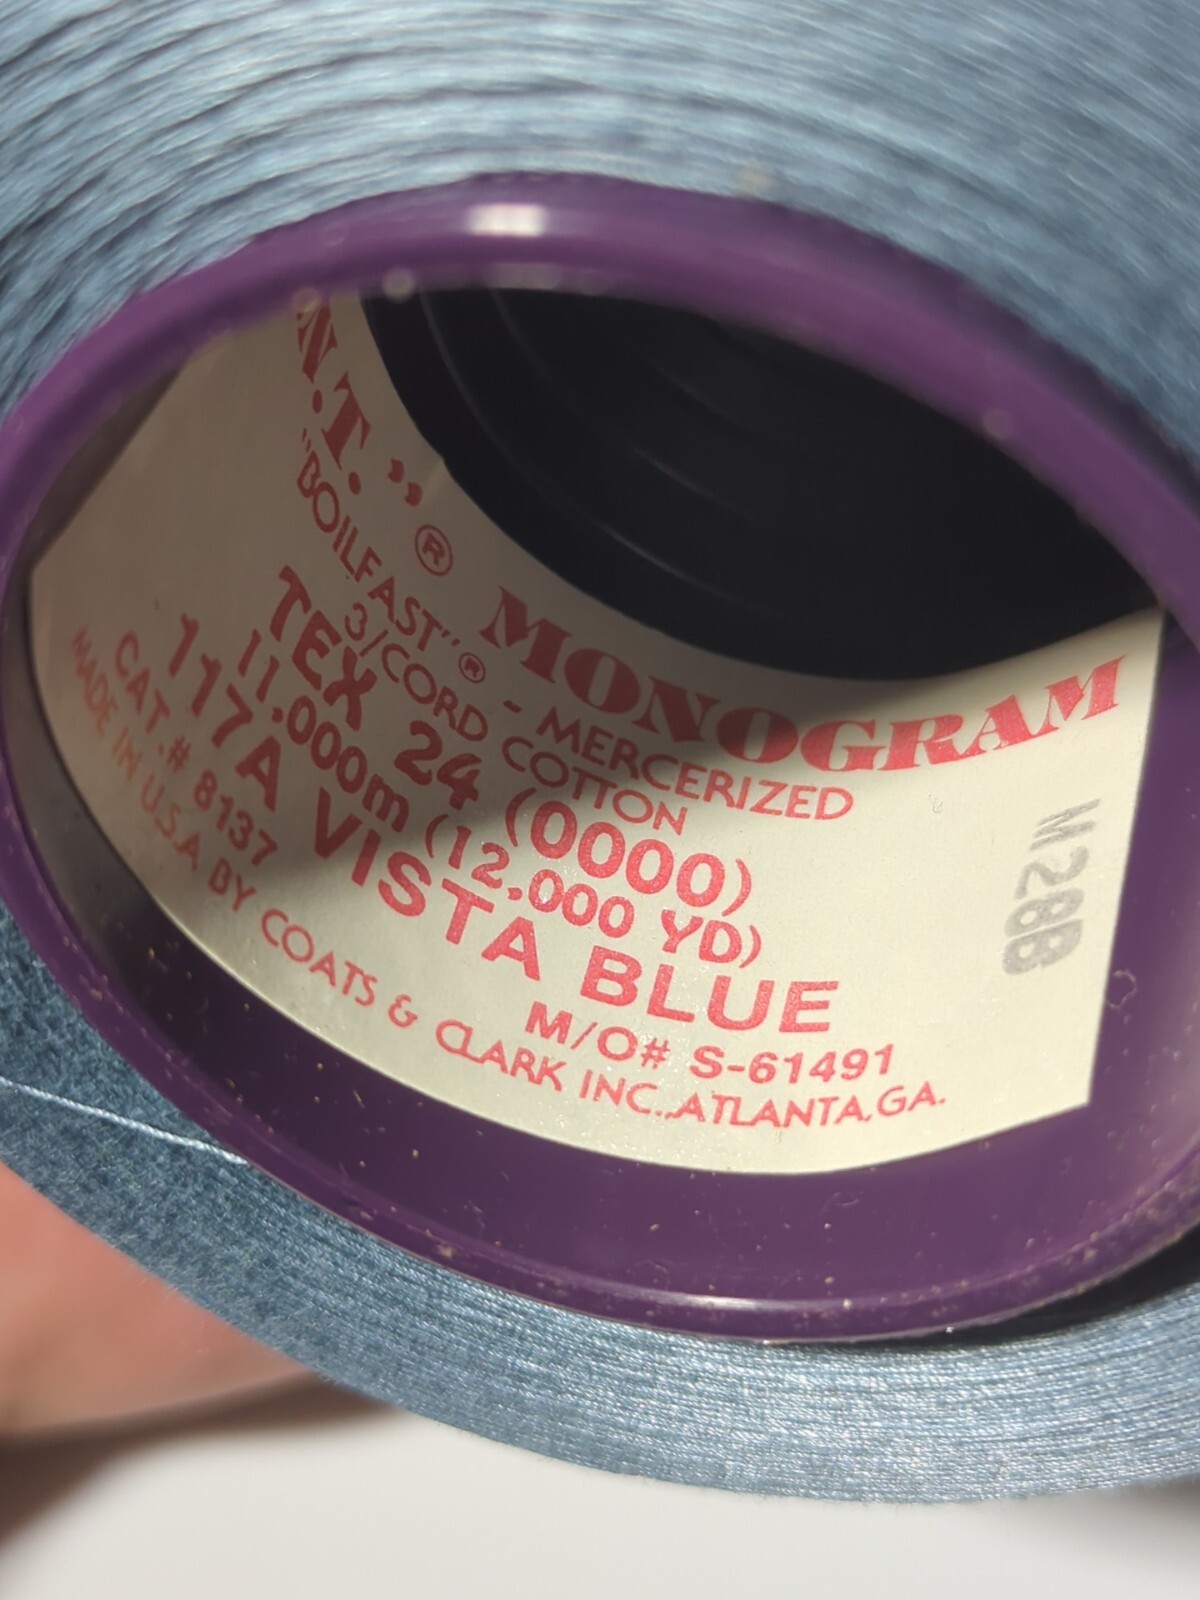 N.T."® MONOGRAM
"BOILFAST"® - MERCERIZED
3/CORD COTTON
TEX 24 (0000)
11,000m (12,000 YD)
117A VISTA BLUE
CAT.# 8137 M/O# S-61491
MADE IN U.S.A BY COATS & CLARK INC., ATLANTA, GA.
M28B